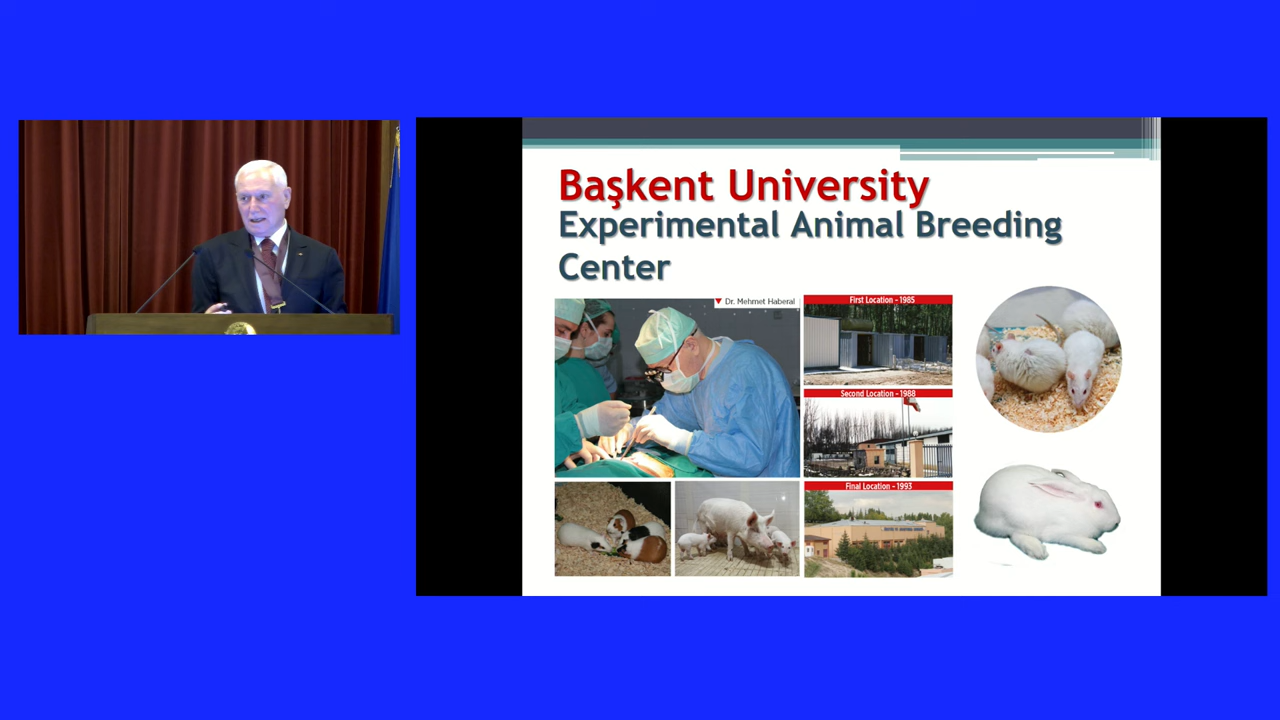 Başkent University
Experimental Animal Breeding
Center
Dr. Mehmet Haberal
First Location - 1985
Second Location - 1988
Final Location - 1993